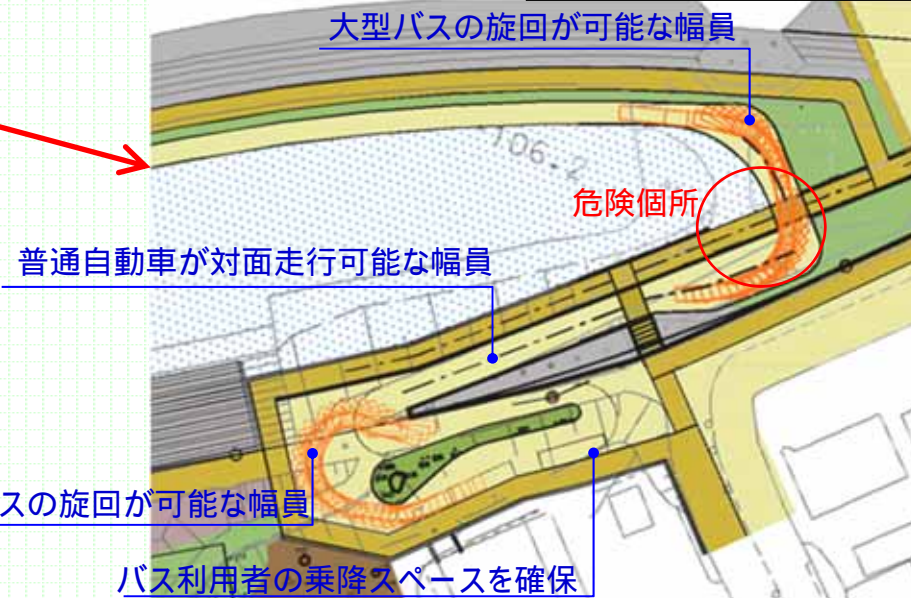 大型バスの旋回が可能な幅員
106.2
危険個所
普通自動車が対面走行可能な幅員
スの旋回が可能な幅員
バス利用者の乗降スペースを確保